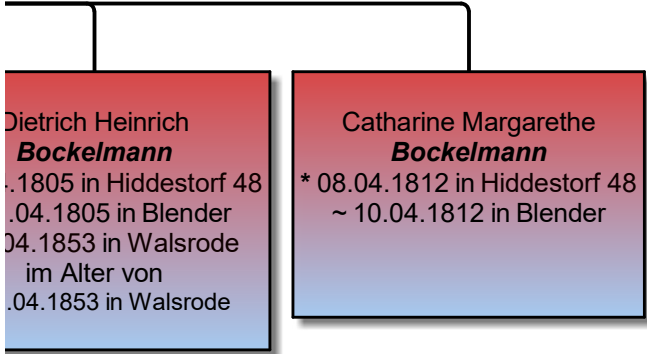 Dietrich Heinrich
Bockelmann
.1805 in Hiddestorf 48
.04.1805 in Blender
04.1853 in Walsrode
im Alter von
.04.1853 in Walsrode
Catharine Margarethe
Bockelmann
* 08.04.1812 in Hiddestorf 48
~ 10.04.1812 in Blender